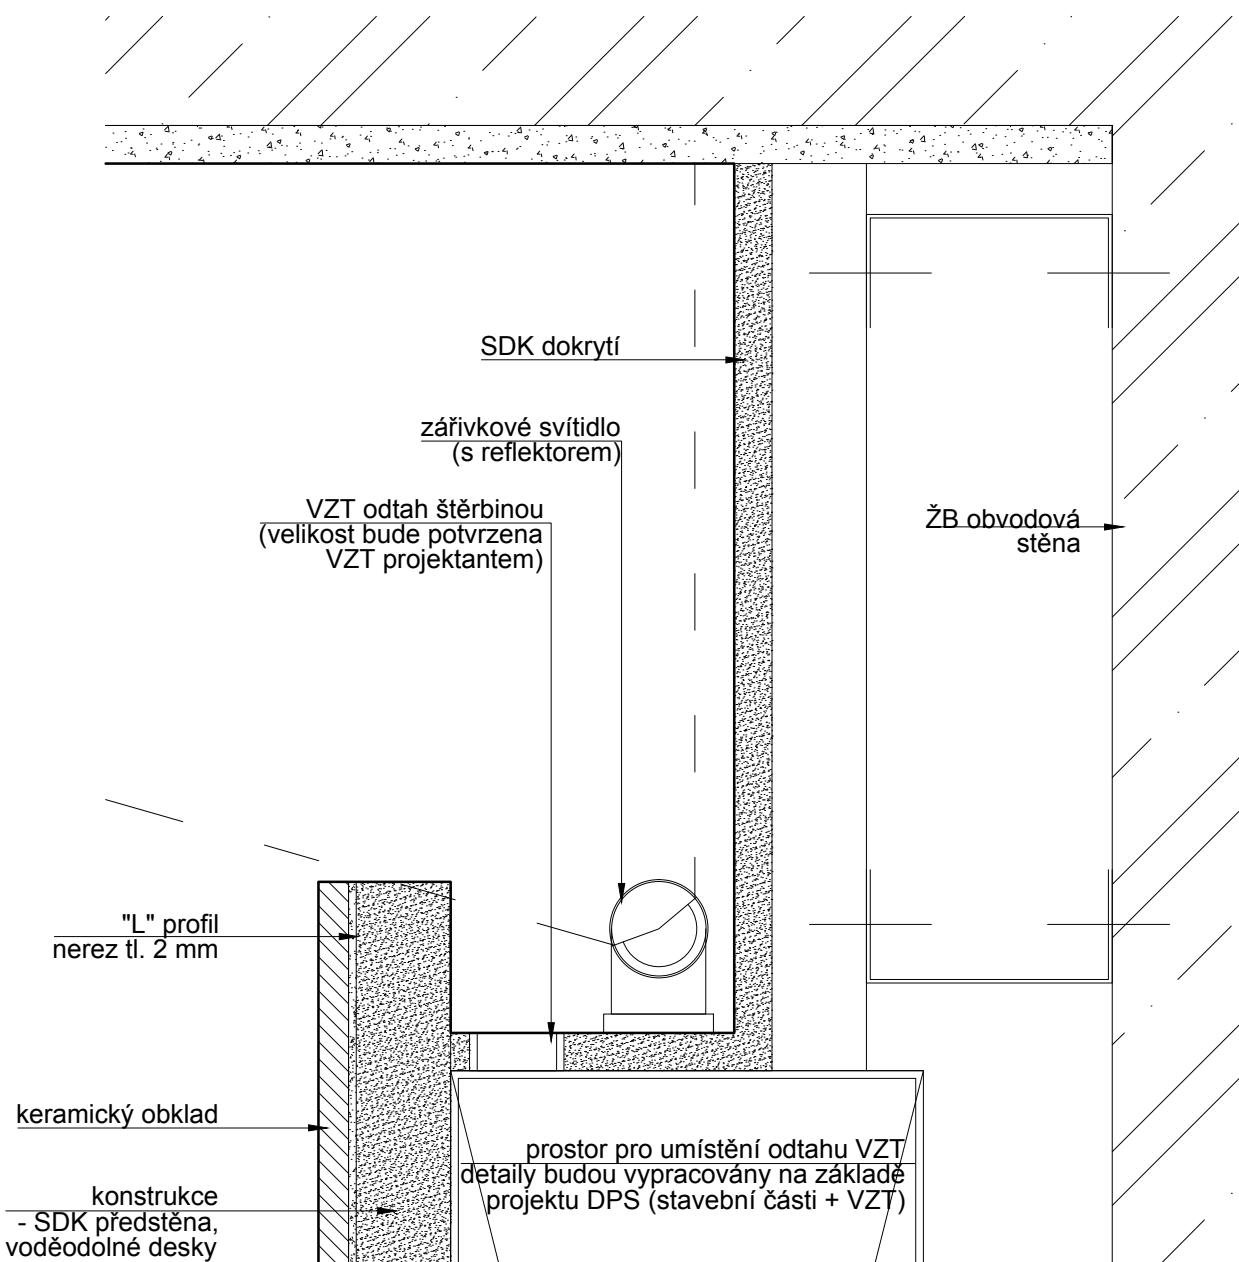 SDK dokrytí
zářivkové svítidlo
(s reflektorem)
VZT odtah štěrbinou
(velikost bude potvrzena
VZT projektantem)
ŽB obvodová
stěna
"L" profil
nerez tl. 2 mm
keramický obklad
prostor pro umístění odtahu VZT
detaily budou vypracovány na základě
projektu DPS (stavební části + VZT)
konstrukce
- SDK předstěna,
voděodolné desky